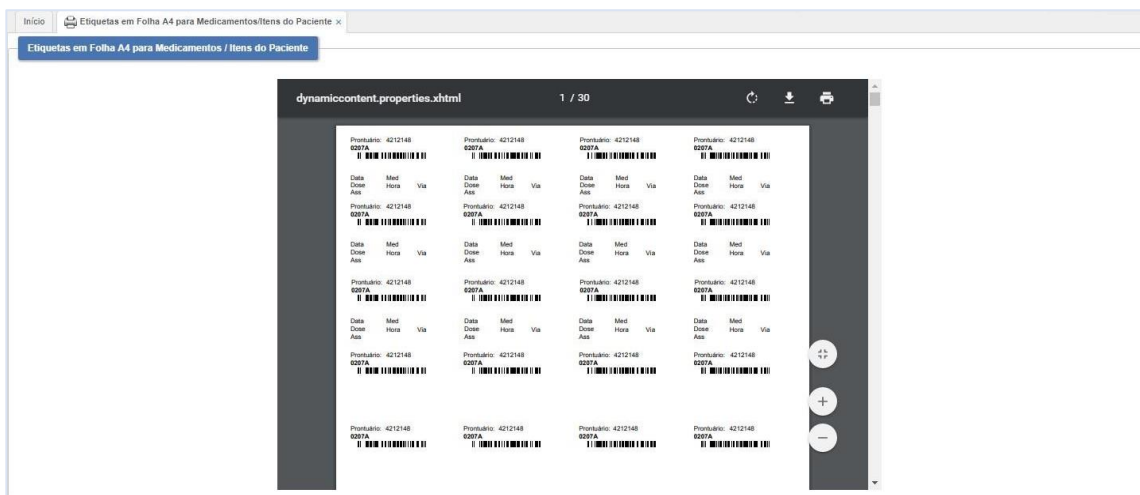 Início Etiquetas em Folha A4 para Medicamentos/Itens do Paciente ×
Etiquetas em Folha A4 para Medicamentos / Itens do Paciente
dynamiccontent.properties.xhtml 1 / 30
Prontuário: 4212148 Prontuário: 4212148 Prontuário: 4212148 Prontuário: 4212148
0207A 0207A 0207A 0207A
Data Med Data Med Data Med Data Med
Dose Hora Via Dose Hora Via Dose Hora Via Dose Hora Via
Ass Ass Ass Ass
Prontuário: 4212148 Prontuário: 4212148 Prontuário: 4212148 Prontuário: 4212148
0207A 0207A 0207A 0207A
Data Med Data Med Data Med Data Med
Dose Hora Via Dose Hora Via Dose Hora Via Dose Hora Via
Ass Ass Ass Ass
Prontuário: 4212148 Prontuário: 4212148 Prontuário: 4212148 Prontuário: 4212148
0207A 0207A 0207A 0207A
Data Med Data Med Data Med Data Med
Dose Hora Via Dose Hora Via Dose Hora Via Dose Hora Via
Ass Ass Ass Ass
Prontuário: 4212148 Prontuário: 4212148 Prontuário: 4212148 Prontuário: 4212148
0207A 0207A 0207A 0207A
Prontuário: 4212148 Prontuário: 4212148 Prontuário: 4212148 Prontuário: 4212148
0207A 0207A 0207A 0207A